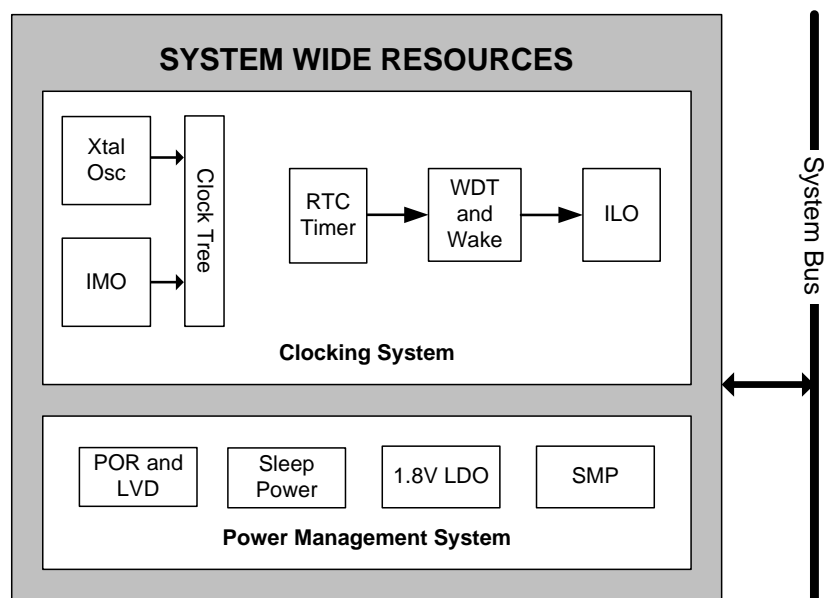 SYSTEM WIDE RESOURCES
Xtal
Osc
Clock Tree
IMO
RTC
Timer
WDT
and
Wake
ILO
Clocking System
POR and
LVD
Sleep
Power
1.8V LDO
SMP
Power Management System
System Bus